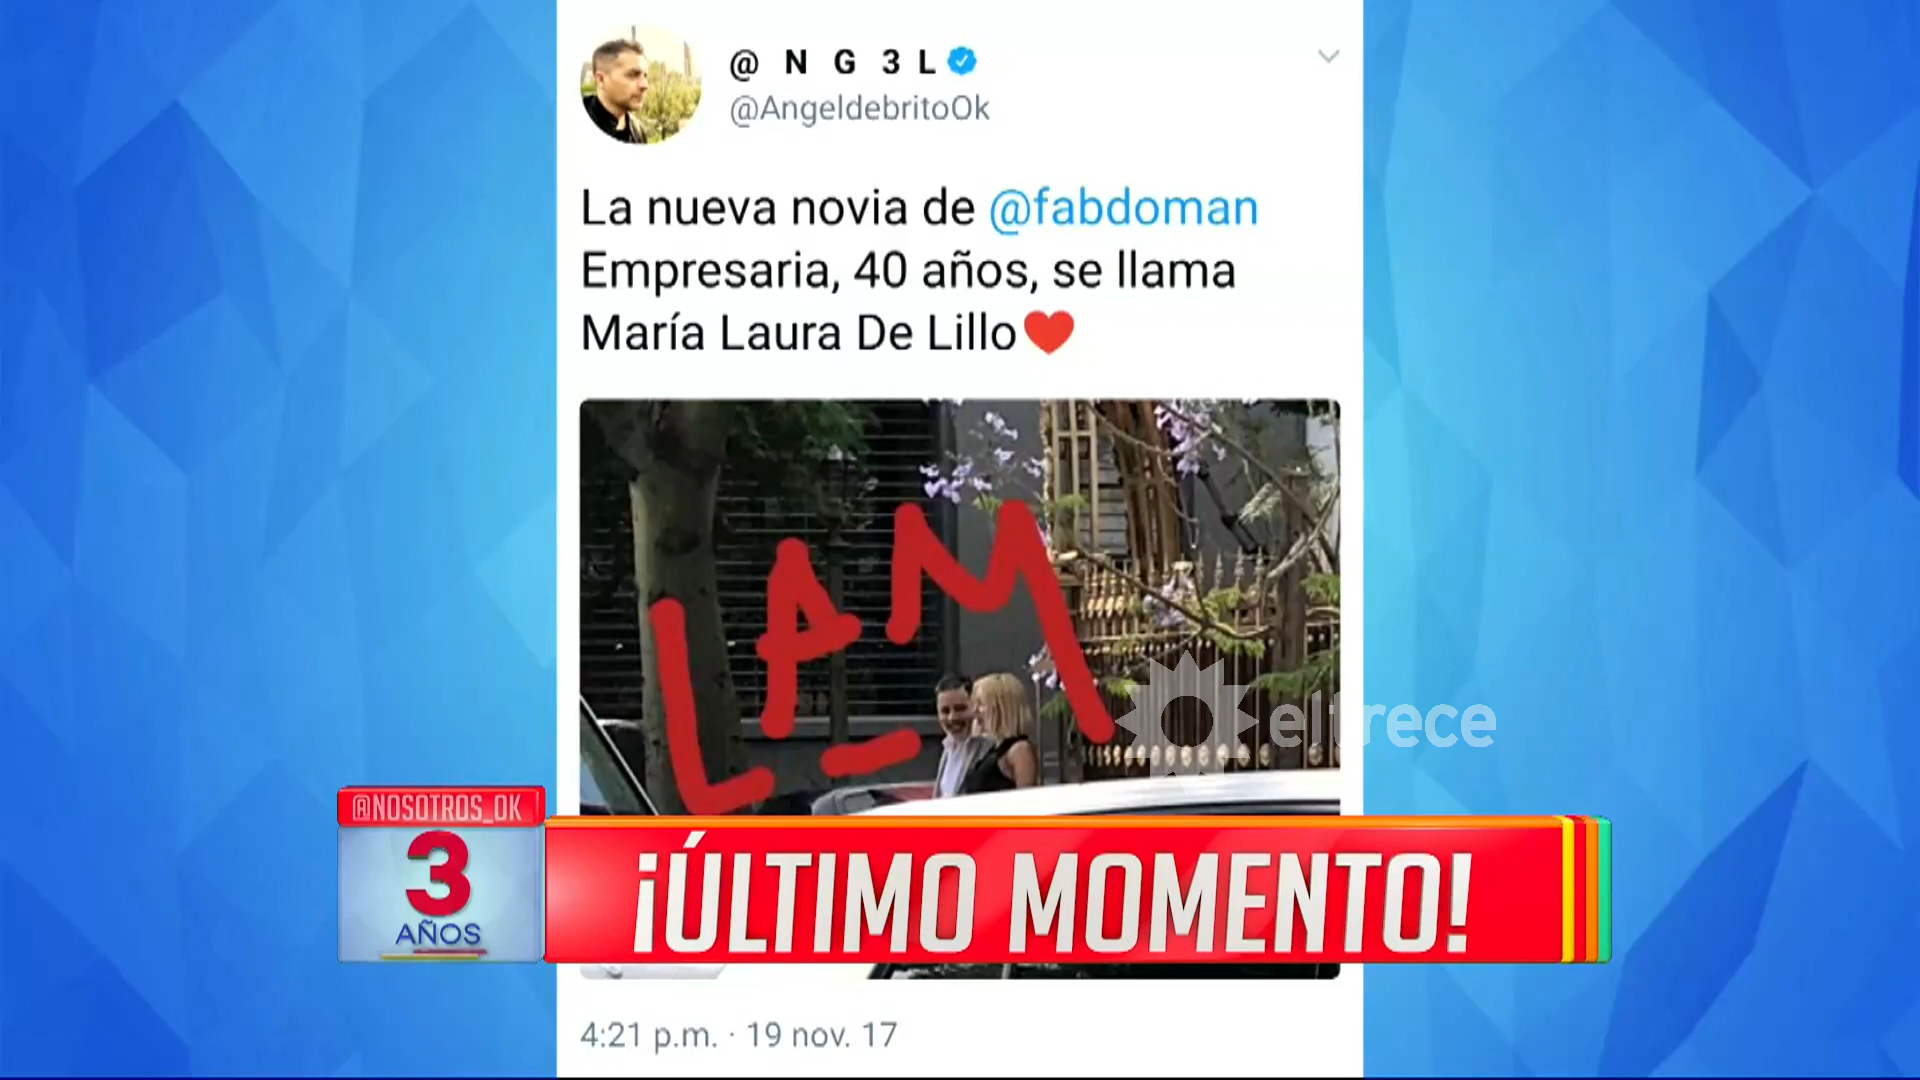 @ N G 3 L
@AngeldebritoOk
La nueva novia de @fabdoman
Empresaria, 40 años, se llama
María Laura De Lillo❤️
LAM
eltrece
@NOSOTROS_OK
3
AÑOS
¡ÚLTIMO MOMENTO!
4:21 p.m. · 19 nov. 17